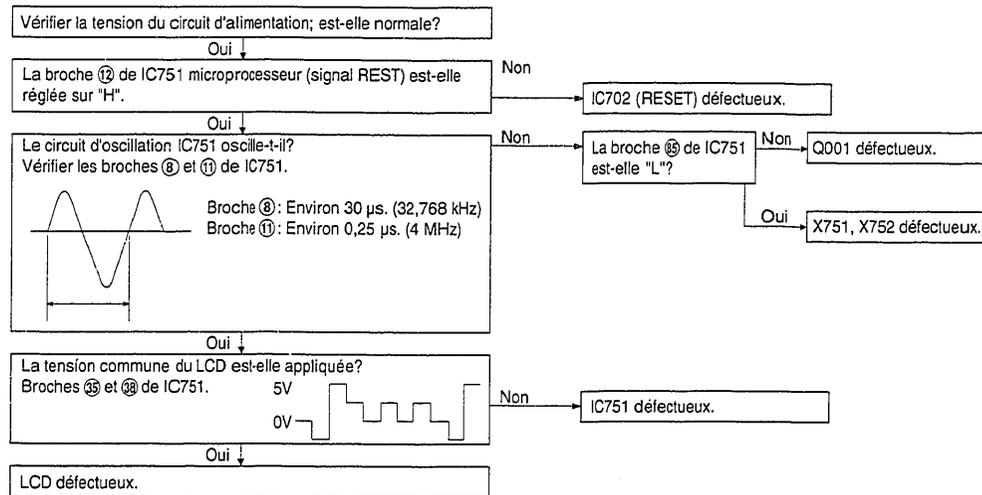 Vérifier la tension du circuit d'alimentation; est-elle normale?
Oui
La broche ⑫ de IC751 microprocesseur (signal REST) est-elle
réglée sur "H".
Non
IC702 (RESET) défectueux.
Oui
Le circuit d'oscillation IC751 oscille-t-il?
Vérifier les broches ⑧ et ⑪ de IC751.
Broche ⑧: Environ 30 µs. (32,768 kHz)
Broche ⑪: Environ 0,25 µs. (4 MHz)
Non
La broche 85 de IC751
est-elle "L"?
Non
Q001 défectueux.
Oui
X751, X752 défectueux.
Oui
La tension commune du LCD est-elle appliquée?
Broches ㉟ et ㊳ de IC751.
5V
0V
Non
IC751 défectueux.
Oui
LCD défectueux.